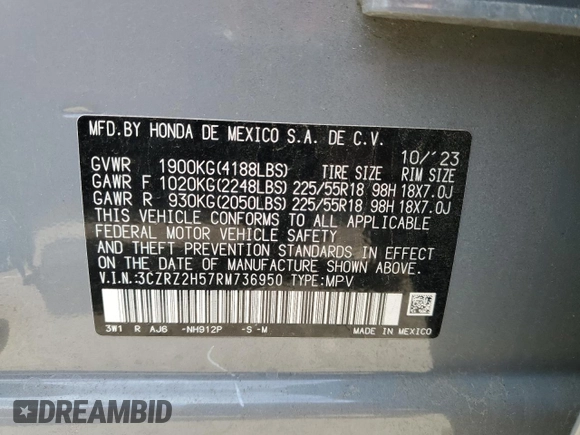 MFD.BY HONDA DE MEXICO S.A. DE C.V.
10/'23
GVWR 1900KG(4188LBS) TIRE SIZE RIM SIZE
GAWR F 1020KG(2248LBS) 225/55R18 98H 18X7.0J
GAWR R 930KG(2050LBS) 225/55R18 98H 18X7.0J
THIS VEHICLE CONFORMS TO ALL APPLICABLE
FEDERAL MOTOR VEHICLE SAFETY
AND THEFT PREVENTION STANDARDS IN EFFECT
ON THE DATE OF MANUFACTURE SHOWN ABOVE.
V.I.N.:3CZRZ2H57RM736950 TYPE:MPV
3W1 R AJ6 -NH912P -S-M MADE IN MEXICO
DREAMBID